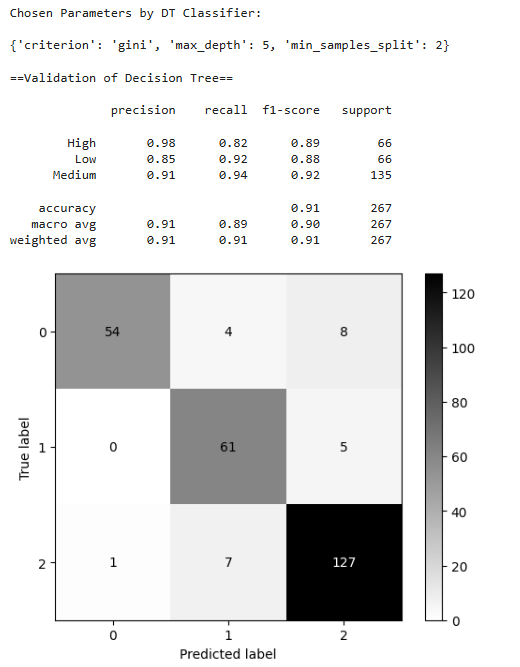 Chosen Parameters by DT Classifier:
{'criterion': 'gini', 'max_depth': 5, 'min_samples_split': 2}
==Validation of Decision Tree==
precision recall f1-score support
High 0.98 0.82 0.89 66
Low 0.85 0.92 0.88 66
Medium 0.91 0.94 0.92 135
accuracy 0.91 267
macro avg 0.91 0.89 0.90 267
weighted avg 0.91 0.91 0.91 267
0 54 4 8
1 0 61 5
2 1 7 127
0 1 2
True label
Predicted label
120
100
80
60
40
20
0